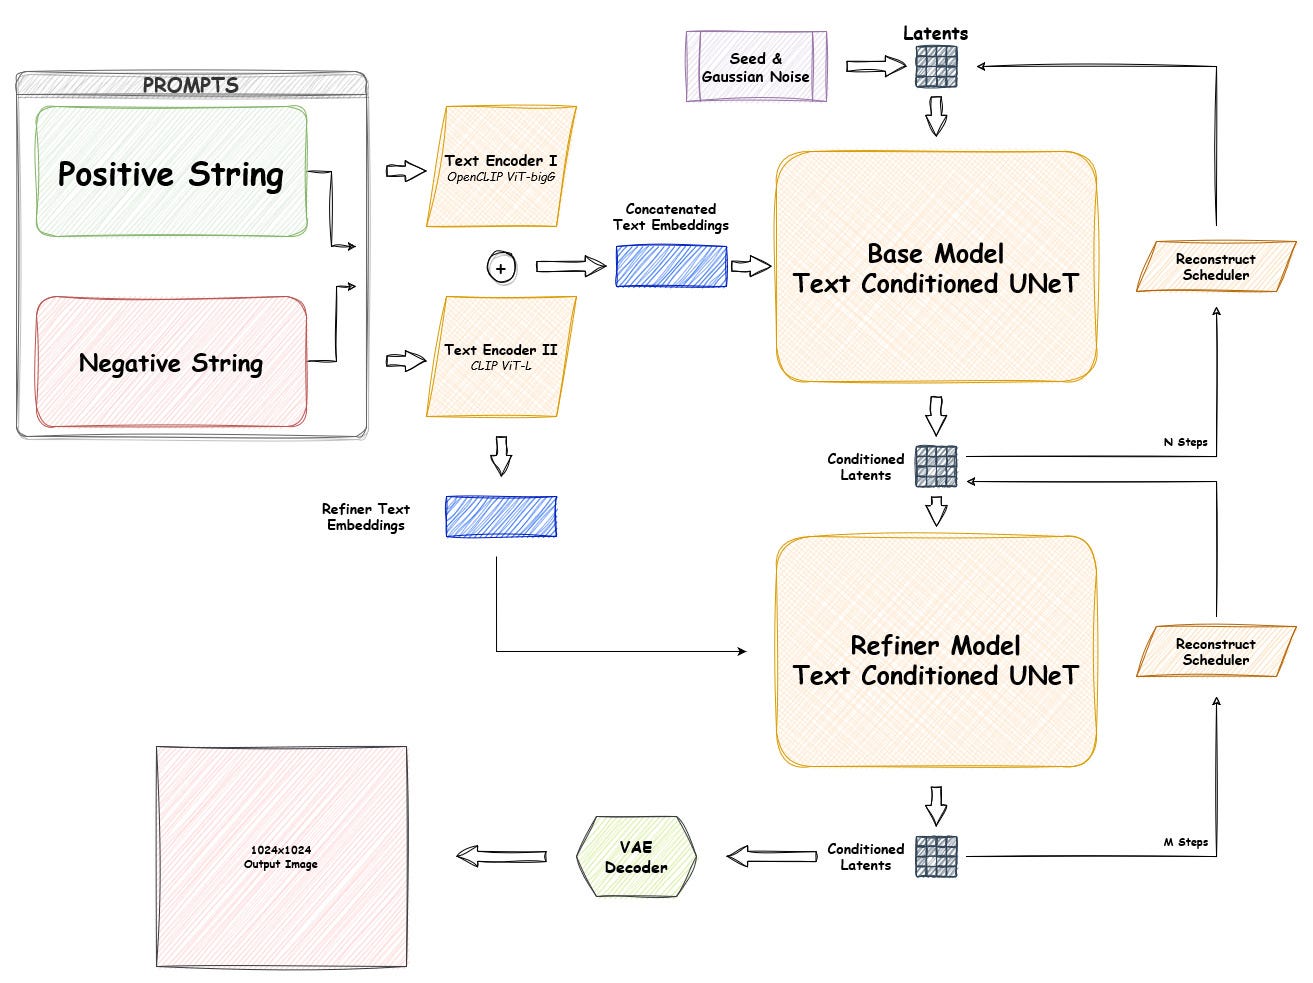 Latents
Seed &
Gaussian Noise
PROMPTS
Positive String
Text Encoder I
OpenCLIP ViT-bigG
Concatenated
Text Embeddings
+
Base Model
Text Conditioned UNeT
Reconstruct
Scheduler
Negative String
Text Encoder II
CLIP ViT-L
N Steps
Conditioned
Latents
Refiner Text
Embeddings
Refiner Model
Text Conditioned UNeT
Reconstruct
Scheduler
M Steps
Conditioned
Latents
VAE
Decoder
1024x1024
Output Image